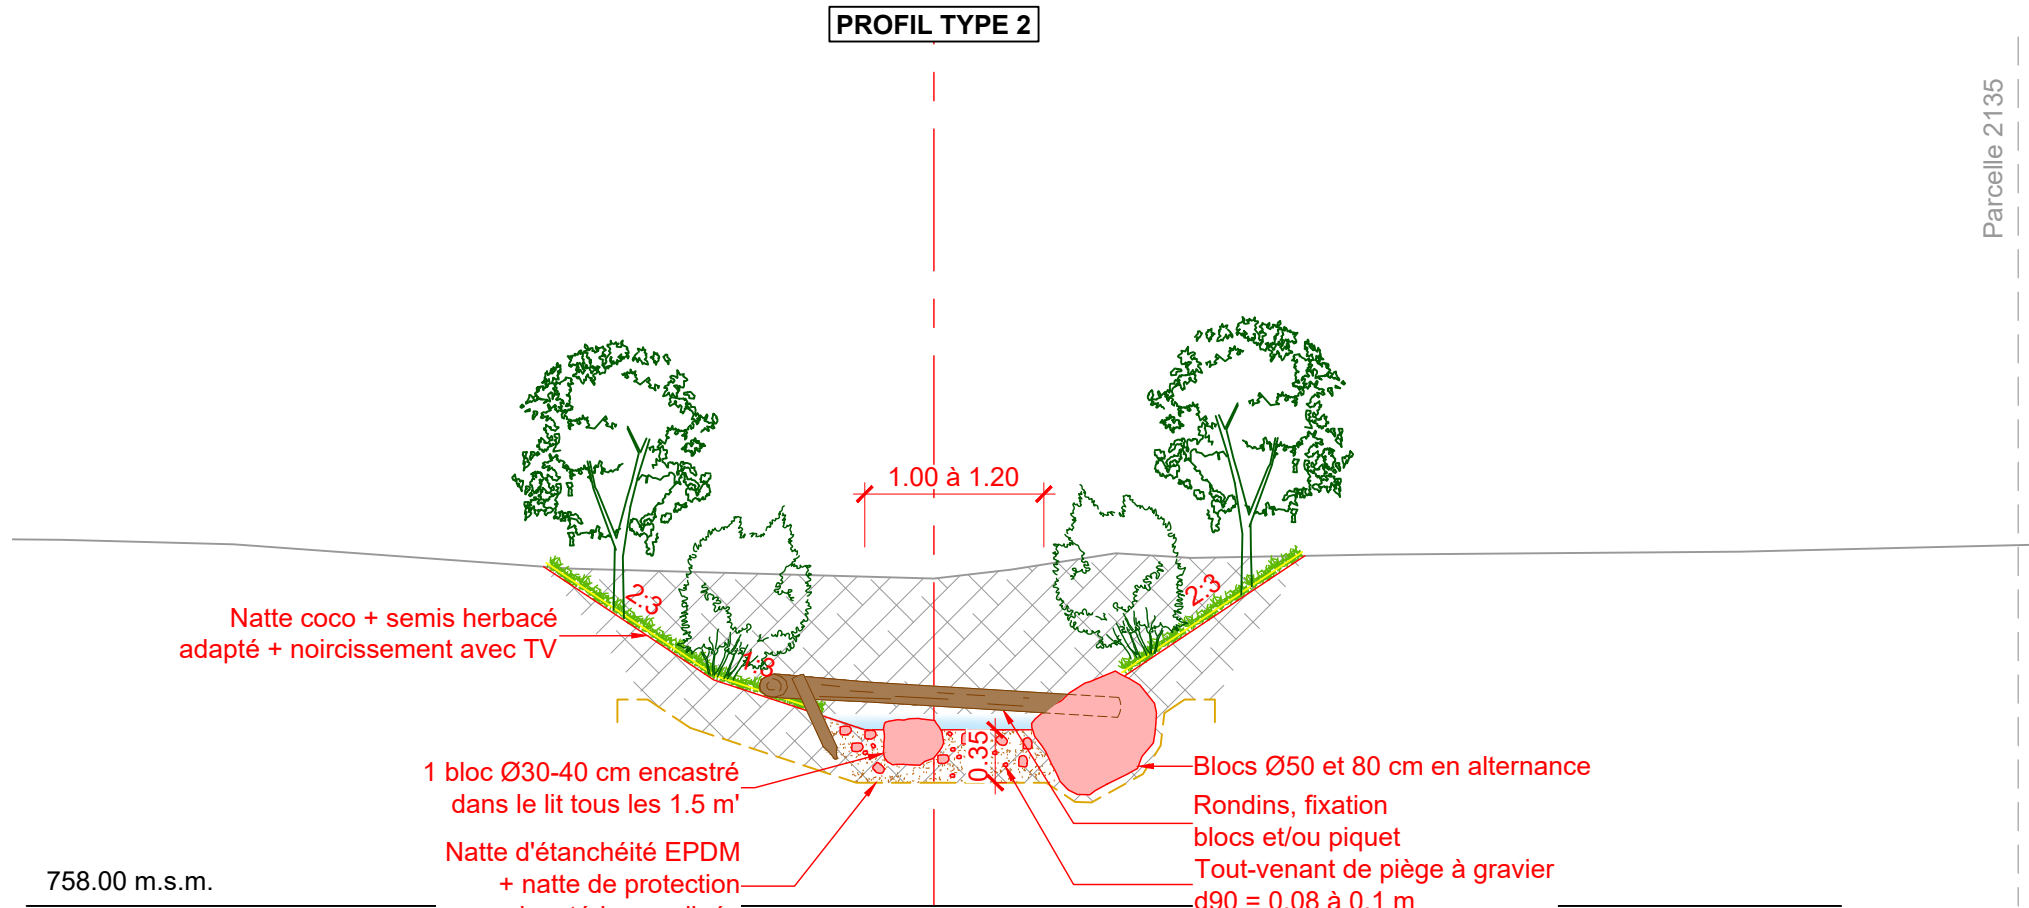 PROFIL TYPE 2
Parcelle 2135
1.00 à 1.20
2:3
2:3
Natte coco + semis herbacé
adapté + noircissement avec TV
1:3
0.35
1 bloc Ø30-40 cm encastré
dans le lit tous les 1.5 m'
Blocs Ø50 et 80 cm en alternance
Rondins, fixation
blocs et/ou piquet
Natte d'étanchéité EPDM
+ natte de protection
Tout-venant de piège à gravier
d90 = 0.08 à 0.1 m
758.00 m.s.m.